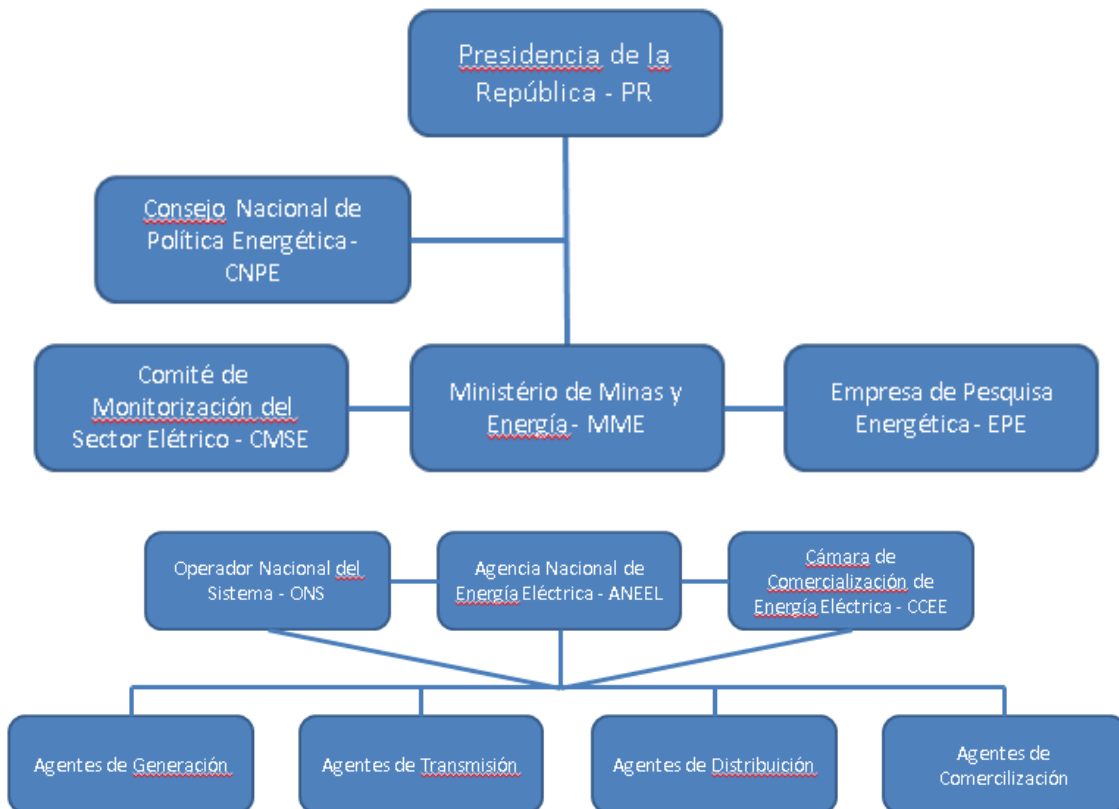 Presidencia de la
República - PR
Consejo Nacional de
Política Energética-
CNPE
Comité de
Monitorización del
Sector Elétrico - CMSE
Ministério de Minas y
Energía- MME
Empresa de Pesquisa
Energética- EPE
Operador Nacional del
Sistema - ONS
Agencia Nacional de
Energía Eléctrica - ANEEL
Cámara de
Comercialización de
Energía Eléctrica - CCEE
Agentes de Generación
Agentes de Transmisión
Agentes de Distribuición
Agentes de
Comercilización